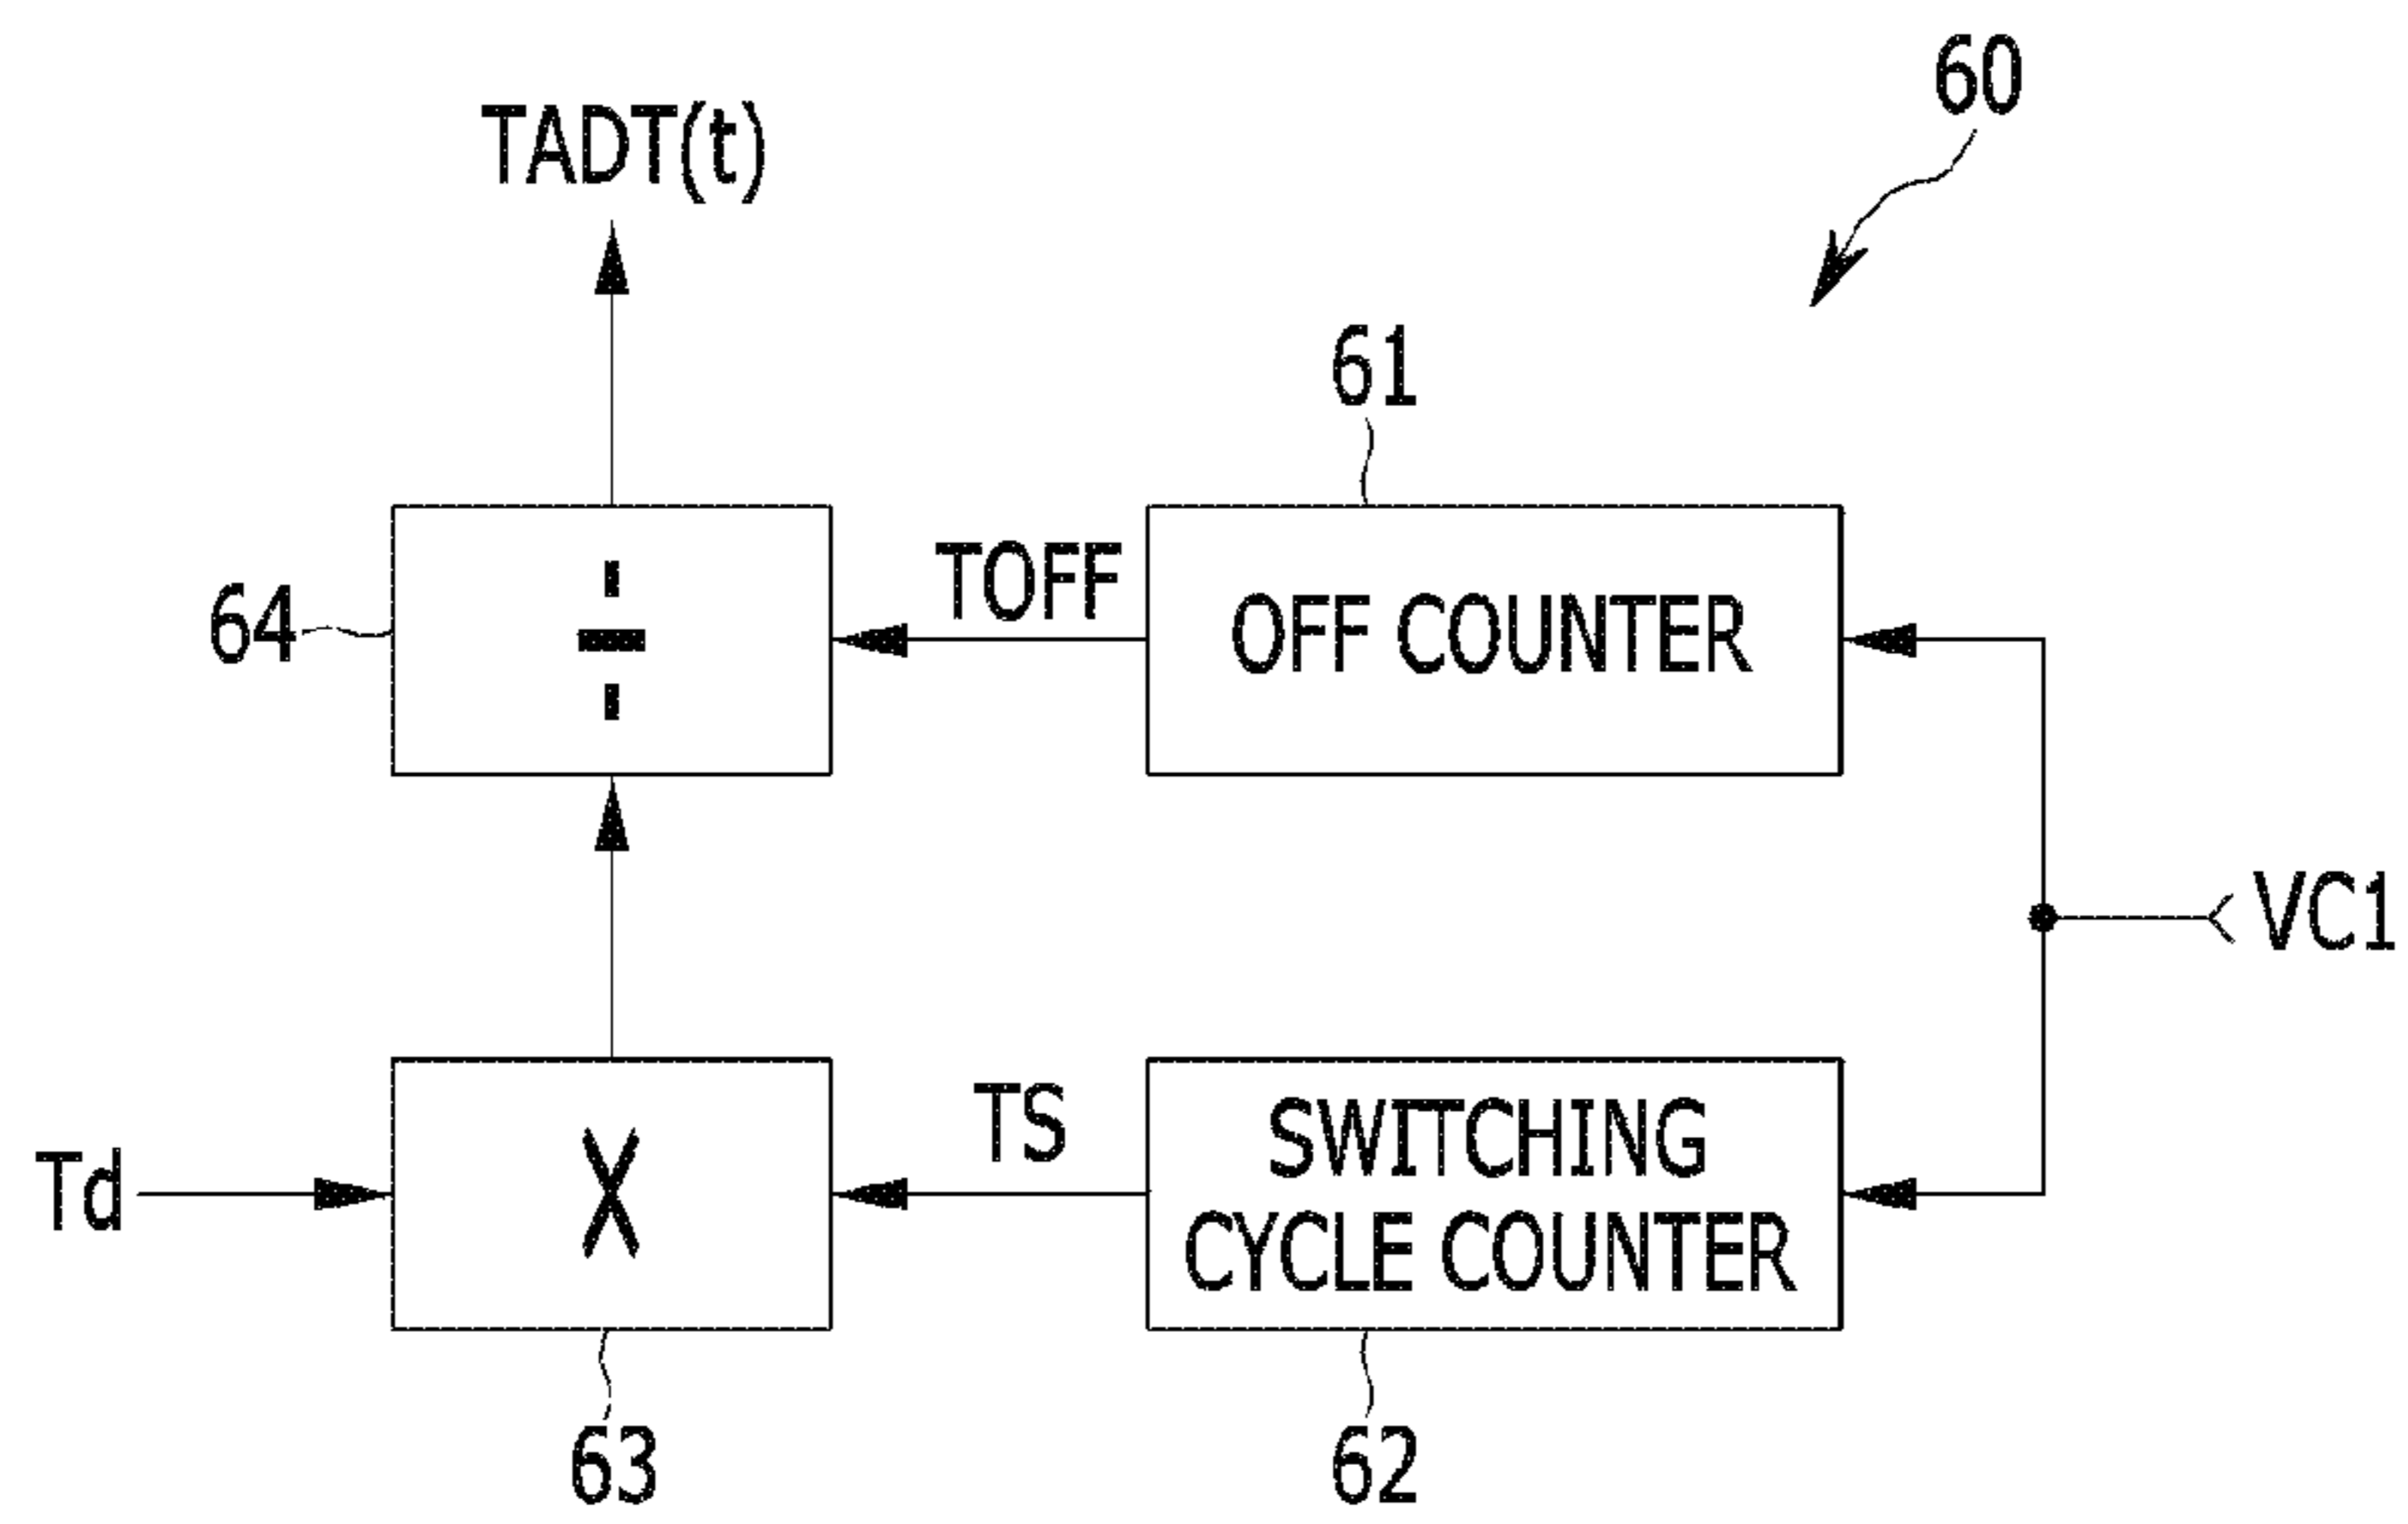 60
TADT(t)
61
64
÷
TOFF
OFF COUNTER
VC1
Td
X
TS
SWITCHING
CYCLE COUNTER
63
62